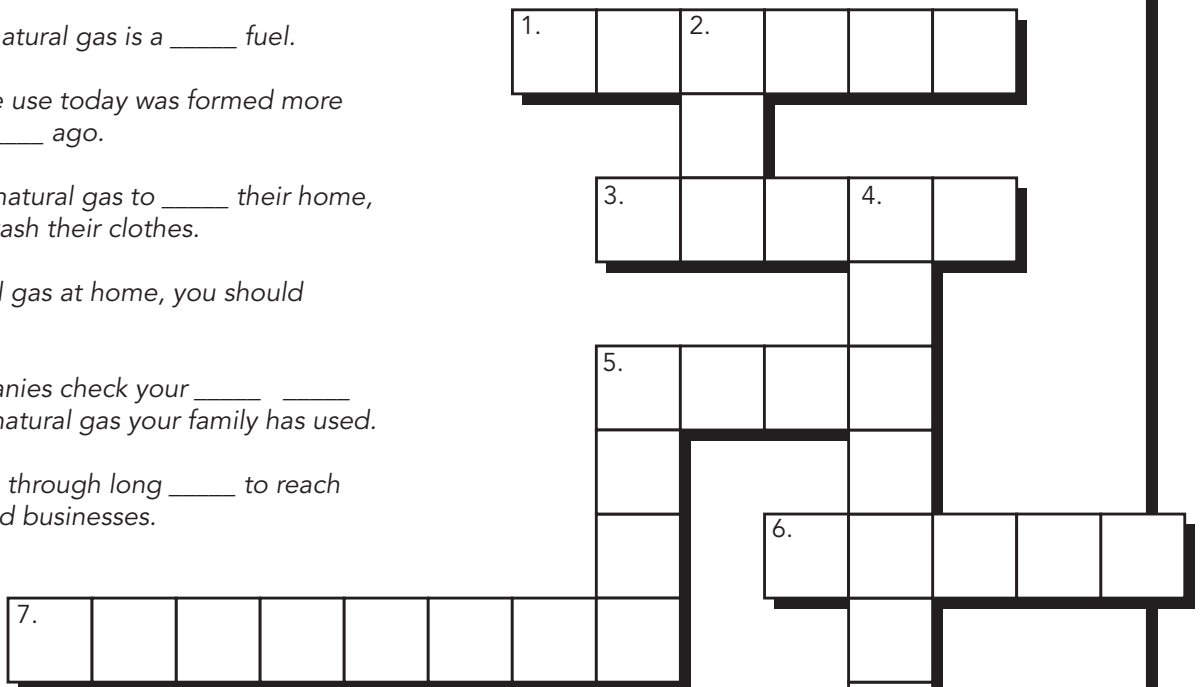 natural gas is a _____ fuel.
e use today was formed more
____ ago.
natural gas to _____ their home,
ash their clothes.
l gas at home, you should
anies check your _____ _____
natural gas your family has used.
through long _____ to reach
d businesses.
1.
2.
3.
4.
5.
6.
7.